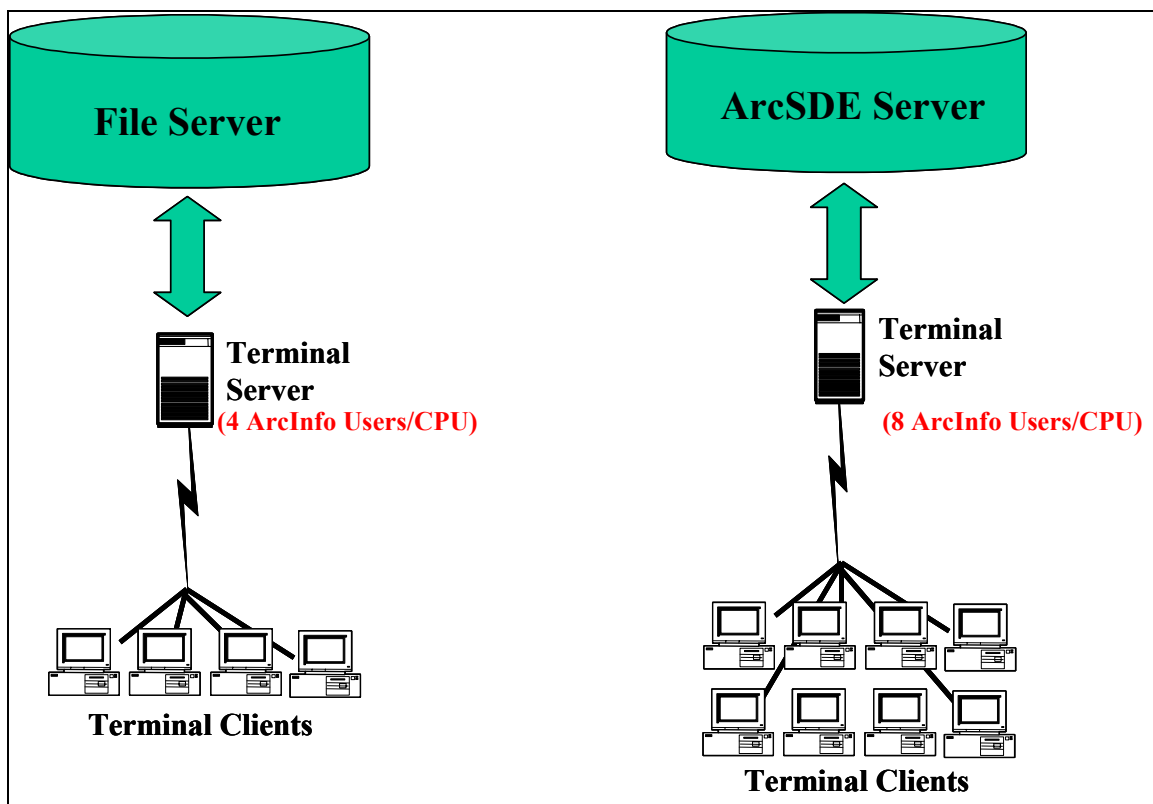 File Server
Terminal
Server
(4 ArcInfo Users/CPU)
Terminal Clients
ArcSDE Server
Terminal
Server
(8 ArcInfo Users/CPU)
Terminal Clients